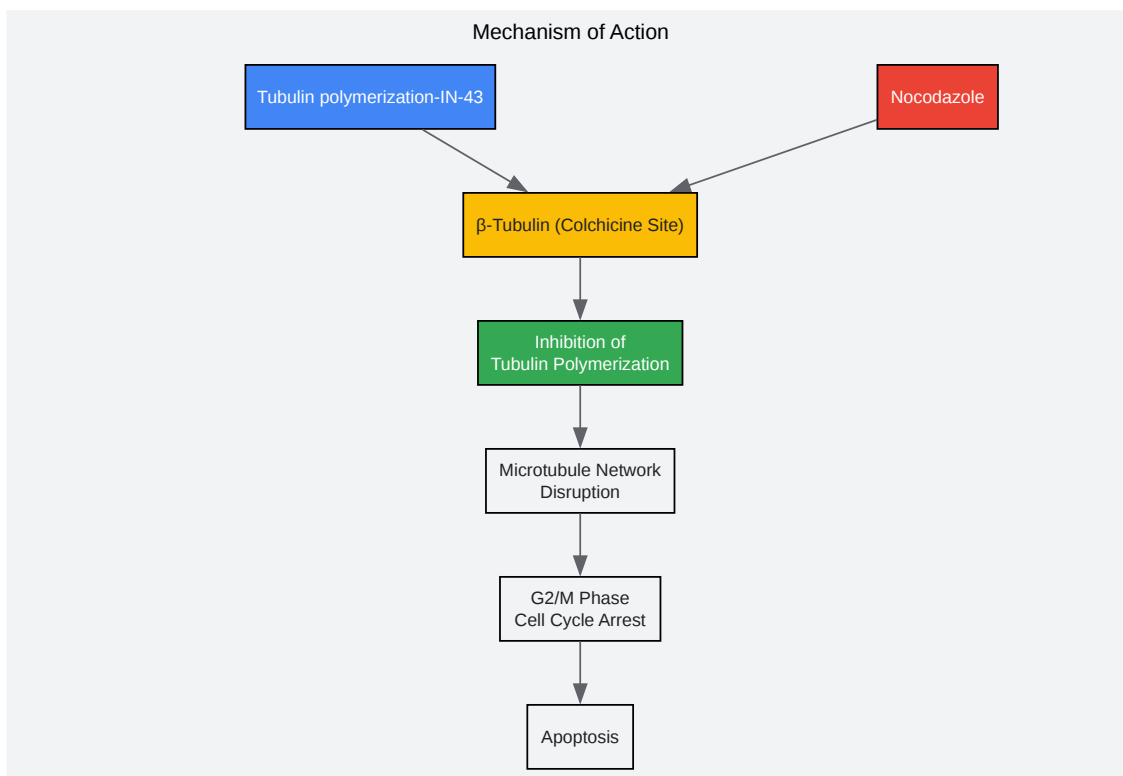 Mechanism of Action
Tubulin polymerization-IN-43
Nocodazole
β-Tubulin (Colchicine Site)
Inhibition of
Tubulin Polymerization
Microtubule Network
Disruption
G2/M Phase
Cell Cycle Arrest
Apoptosis